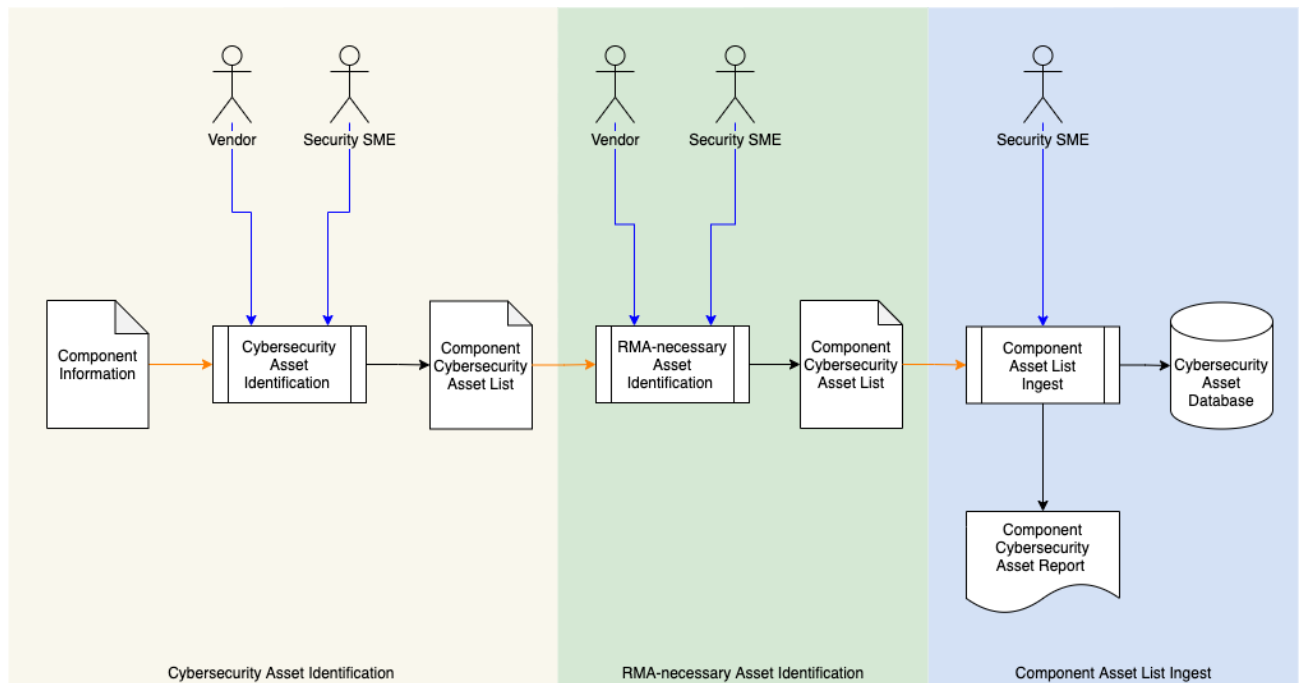 Vendor
Security SME
Vendor
Security SME
Security SME
Component
Information
Cybersecurity
Asset
Identification
Component
Cybersecurity
Asset List
RMA-necessary
Asset
Identification
Component
Cybersecurity
Asset List
Component
Asset List
Ingest
Cybersecurity
Asset
Database
Component
Cybersecurity
Asset Report
Cybersecurity Asset Identification
RMA-necessary Asset Identification
Component Asset List Ingest